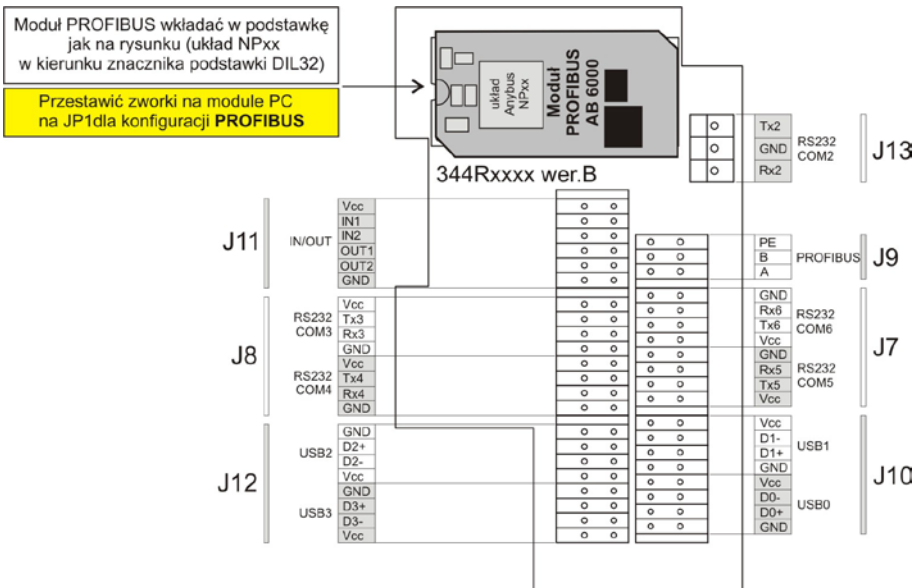 Moduł PROFIBUS wkładać w podstawkę
jak na rysunku (układ NPxx
w kierunku znacznika podstawki DIL32)
Przestawić zworki na module PC
na JP1dla konfiguracji PROFIBUS
układ
Anybus
NPxx
Moduł
PROFIBUS
AB 6000
344Rxxxx wer.B
Tx2
GND
Rx2
RS232
COM2
J13
J11
IN/OUT
Vcc
IN1
IN2
OUT1
OUT2
GND
PE
B
A
PROFIBUS
J9
J8
RS232
COM3
Vcc
Tx3
Rx3
GND
RS232
COM4
Vcc
Tx4
Rx4
GND
GND
Rx6
Tx6
Vcc
RS232
COM6
GND
Rx5
Tx5
Vcc
RS232
COM5
J7
J12
USB2
GND
D2+
D2-
Vcc
USB3
GND
D3+
D3-
Vcc
Vcc
D1-
D1+
GND
USB1
Vcc
D0-
D0+
GND
USB0
J10